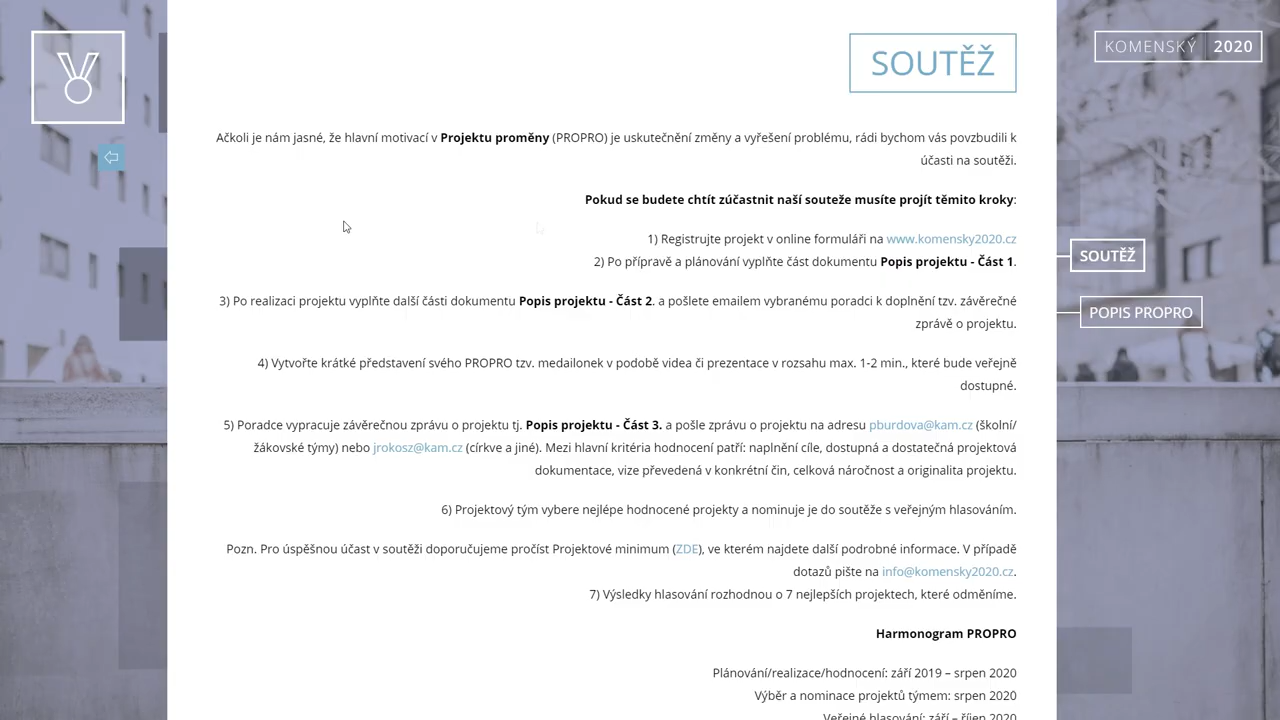 SOUTĚŽ
KOMENSKÝ 2020
Ačkoli je nám jasné, že hlavní motivací v Projektu proměny (PROPRO) je uskutečnění změny a vyřešení problému, rádi bychom vás povzbudili k
účasti na soutěži.
Pokud se budete chtít zúčastnit naší souteže musíte projít těmito kroky:
1) Registrujte projekt v online formuláři na www.komensky2020.cz
2) Po přípravě a plánování vyplňte část dokumentu Popis projektu - Část 1.
3) Po realizaci projektu vyplňte další části dokumentu Popis projektu - Část 2. a pošlete emailem vybranému poradci k doplnění tzv. závěrečné
zprávě o projektu.
4) Vytvořte krátké představení svého PROPRO tzv. medailonek v podobě videa či prezentace v rozsahu max. 1-2 min., které bude veřejně
dostupné.
5) Poradce vypracuje závěrečnou zprávu o projektu tj. Popis projektu - Část 3. a pošle zprávu o projektu na adresu pburdova@kam.cz (školní/
žákovské týmy) nebo jrokosz@kam.cz (církve a jiné). Mezi hlavní kritéria hodnocení patří: naplnění cíle, dostupná a dostatečná projektová
dokumentace, vize převedená v konkrétní čin, celková náročnost a originalita projektu.
6) Projektový tým vybere nejlépe hodnocené projekty a nominuje je do soutěže s veřejným hlasováním.
Pozn. Pro úspěšnou účast v soutěži doporučujeme pročíst Projektové minimum (ZDE), ve kterém najdete další podrobné informace. V případě
dotazů pište na info@komensky2020.cz.
7) Výsledky hlasování rozhodnou o 7 nejlepších projektech, které odměníme.
Harmonogram PROPRO
Plánování/realizace/hodnocení: září 2019 – srpen 2020
Výběr a nominace projektů týmem: srpen 2020
Veřejné hlasování: září – říjen 2020
SOUTĚŽ
POPIS PROPRO